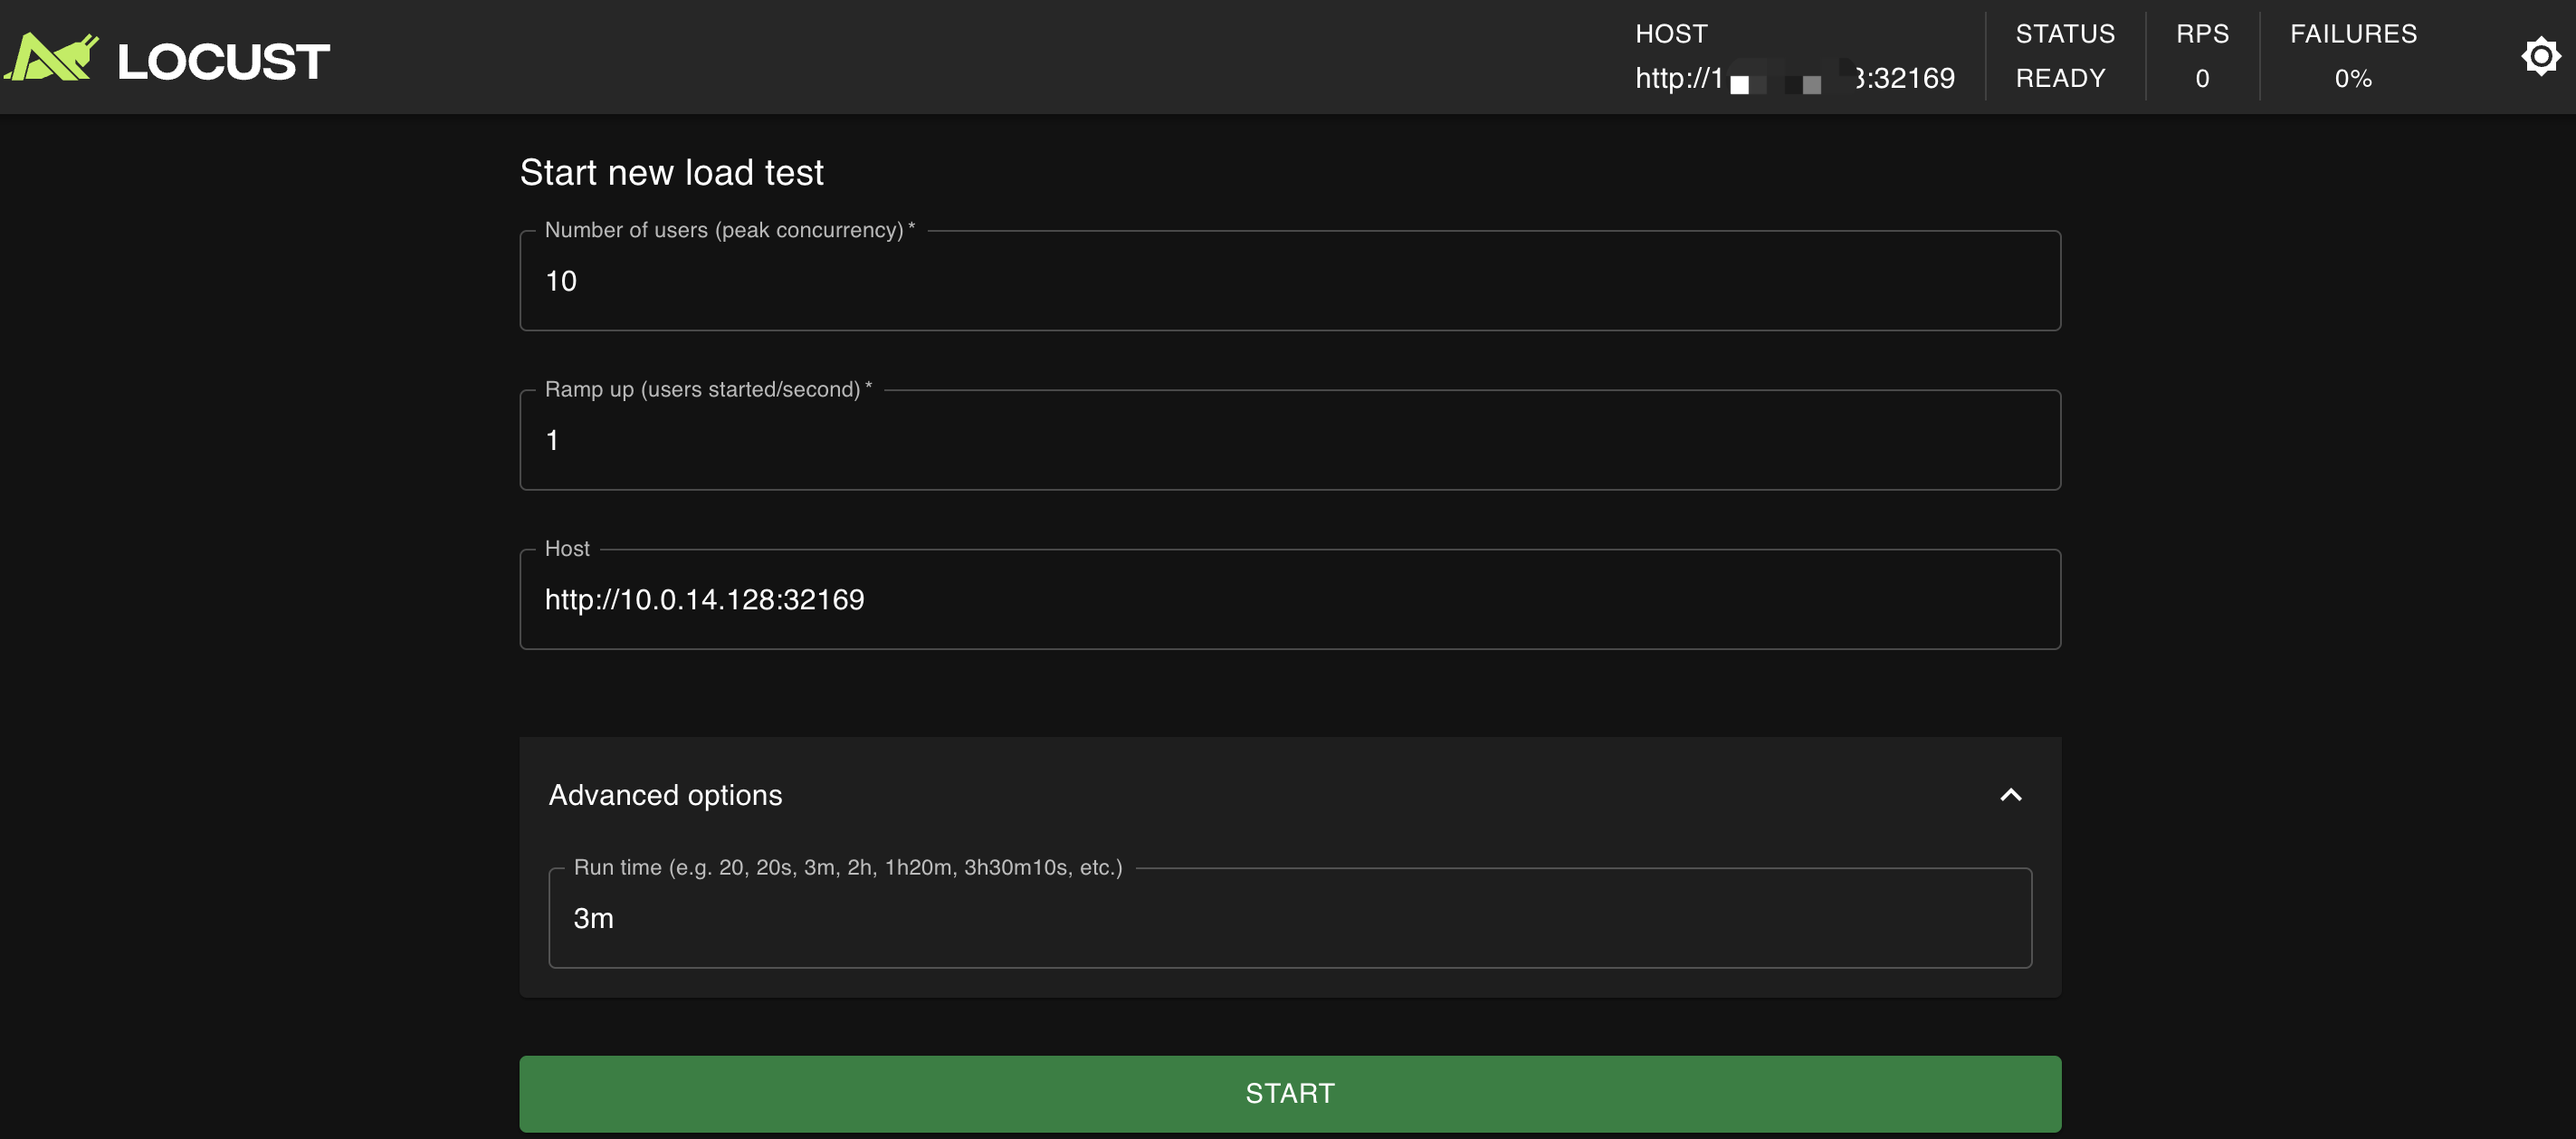 LOCUST
HOST
http://1 3:32169
STATUS
READY
RPS
0
FAILURES
0%
Start new load test
Number of users (peak concurrency) *
10
Ramp up (users started/second) *
1
Host
http://10.0.14.128:32169
Advanced options
Run time (e.g. 20, 20s, 3m, 2h, 1h20m, 3h30m10s, etc.)
3m
START